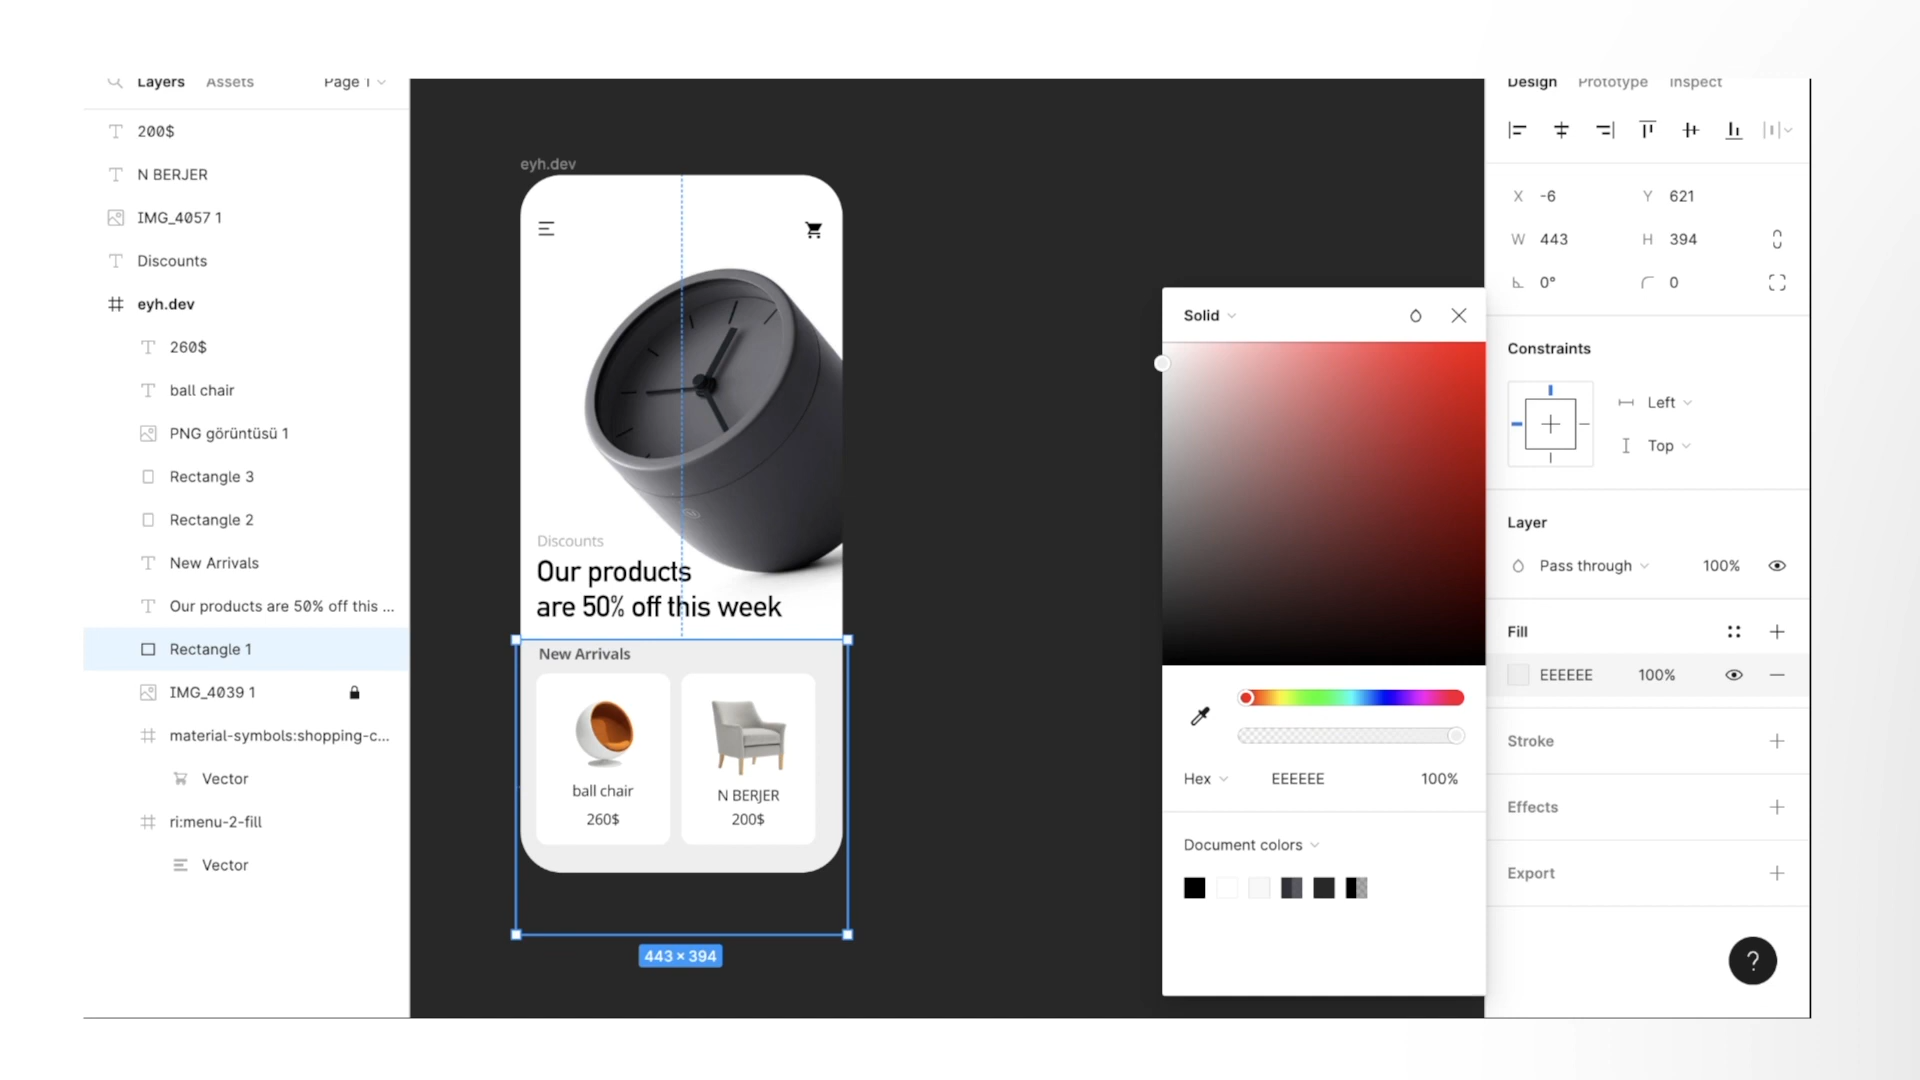 Layers Assets Page 1
200$
N BERJER
IMG_4057 1
Discounts
eyh.dev
260$
ball chair
PNG görüntüsü 1
Rectangle 3
Rectangle 2
New Arrivals
Our products are 50% off this ...
Rectangle 1
IMG_4039 1
material-symbols:shopping-c...
Vector
ri:menu-2-fill
Vector
eyh.dev
Discounts
Our products
are 50% off this week
New Arrivals
ball chair
260$
N BERJER
200$
443 × 394
Solid
Hex EEEEEE 100%
Document colors
Design Prototype Inspect
X -6 Y 621
W 443 H 394
0° 0
Constraints
Left
Top
Layer
Pass through 100%
Fill
EEEEEE 100%
Stroke
Effects
Export
?